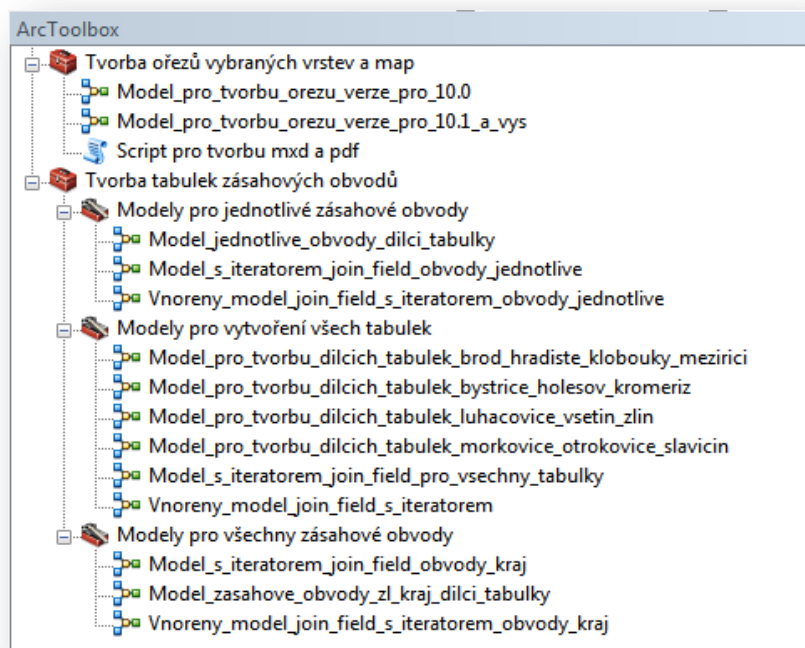 ArcToolbox
Tvorba ořezů vybraných vrstev a map
Model_pro_tvorbu_orezu_verze_pro_10.0
Model_pro_tvorbu_orezu_verze_pro_10.1_a_vys
Script pro tvorbu mxd a pdf
Tvorba tabulek zásahových obvodů
Modely pro jednotlivé zásahové obvody
Model_jednotlive_obvody_dilci_tabulky
Model_s_iteratorem_join_field_obvody_jednotlive
Vnoreny_model_join_field_s_iteratorem_obvody_jednotlive
Modely pro vytvoření všech tabulek
Model_pro_tvorbu_dilcich_tabulek_brod_hradiste_klobouky_mezirici
Model_pro_tvorbu_dilcich_tabulek_bystrice_holesov_kromeriz
Model_pro_tvorbu_dilcich_tabulek_luhacovice_vsetin_zlin
Model_pro_tvorbu_dilcich_tabulek_morkovice_otrokovice_slavicin
Model_s_iteratorem_join_field_pro_vsechny_tabulky
Vnoreny_model_join_field_s_iteratorem
Modely pro všechny zásahové obvody
Model_s_iteratorem_join_field_obvody_kraj
Model_zasahove_obvody_zl_kraj_dilci_tabulky
Vnoreny_model_join_field_s_iteratorem_obvody_kraj